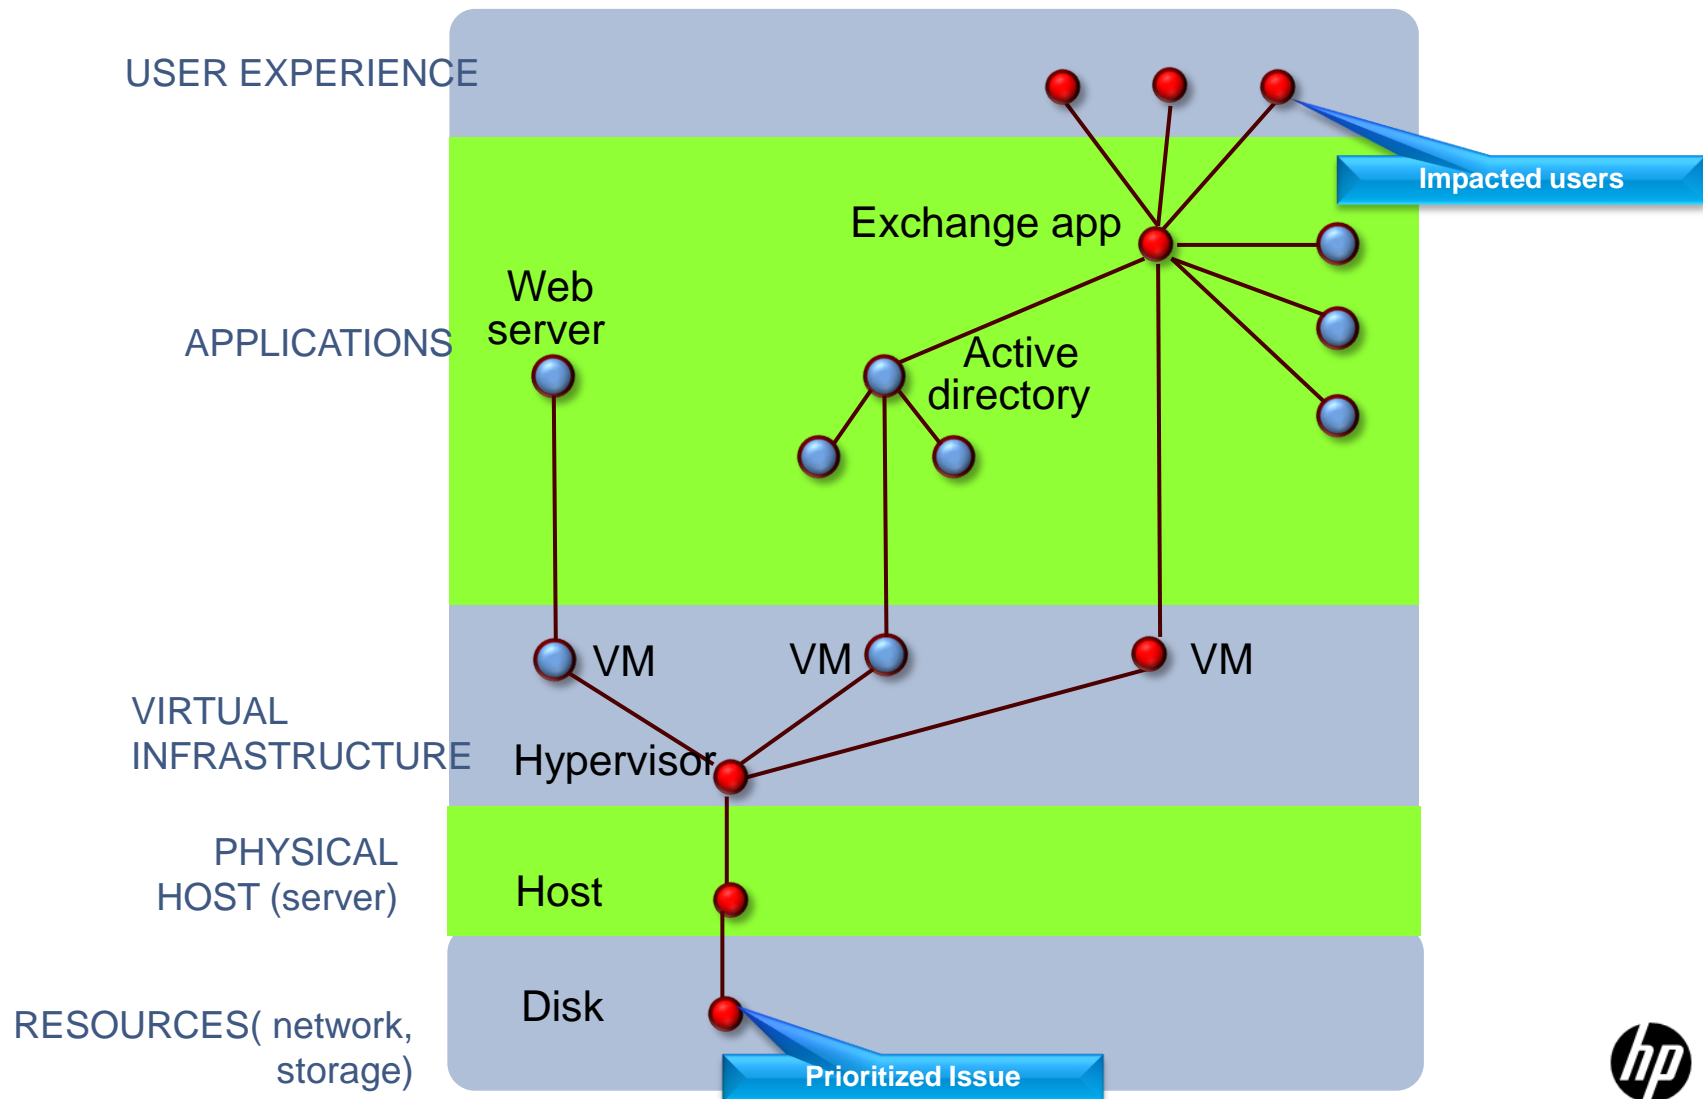 USER EXPERIENCE
Impacted users
Exchange app
Web
server
APPLICATIONS
Active
directory
VM
VM
VM
VIRTUAL
INFRASTRUCTURE
Hypervisor
PHYSICAL
HOST (server)
Host
Disk
RESOURCES( network,
storage)
Prioritized Issue
hp